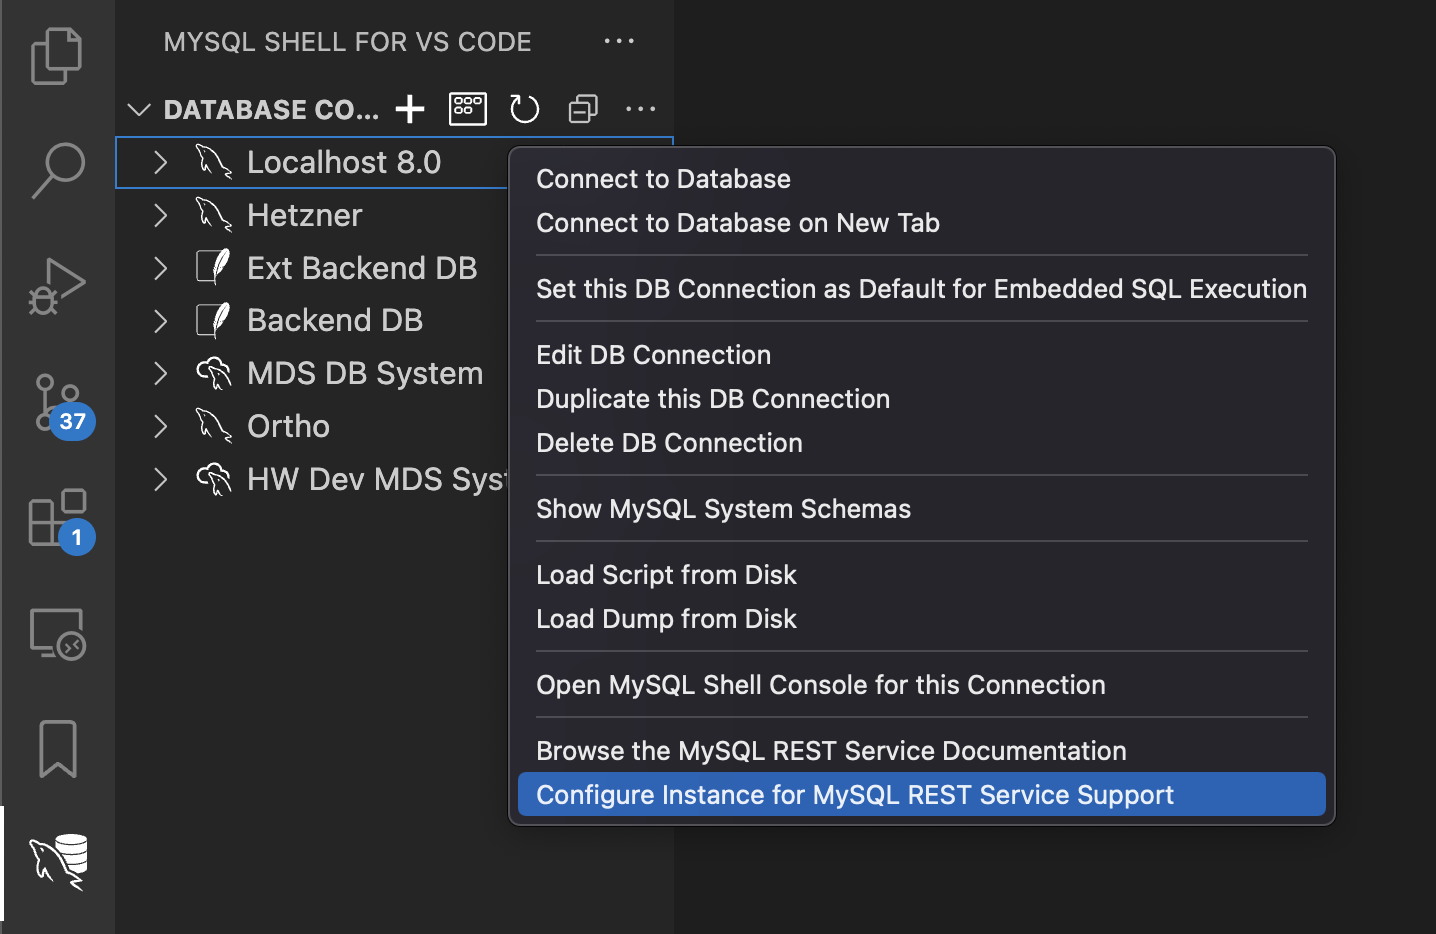 MYSQL SHELL FOR VS CODE
DATABASE CO...
Localhost 8.0
Hetzner
Ext Backend DB
Backend DB
MDS DB System
Ortho
HW Dev MDS Syst
37
1
Connect to Database
Connect to Database on New Tab
Set this DB Connection as Default for Embedded SQL Execution
Edit DB Connection
Duplicate this DB Connection
Delete DB Connection
Show MySQL System Schemas
Load Script from Disk
Load Dump from Disk
Open MySQL Shell Console for this Connection
Browse the MySQL REST Service Documentation
Configure Instance for MySQL REST Service Support